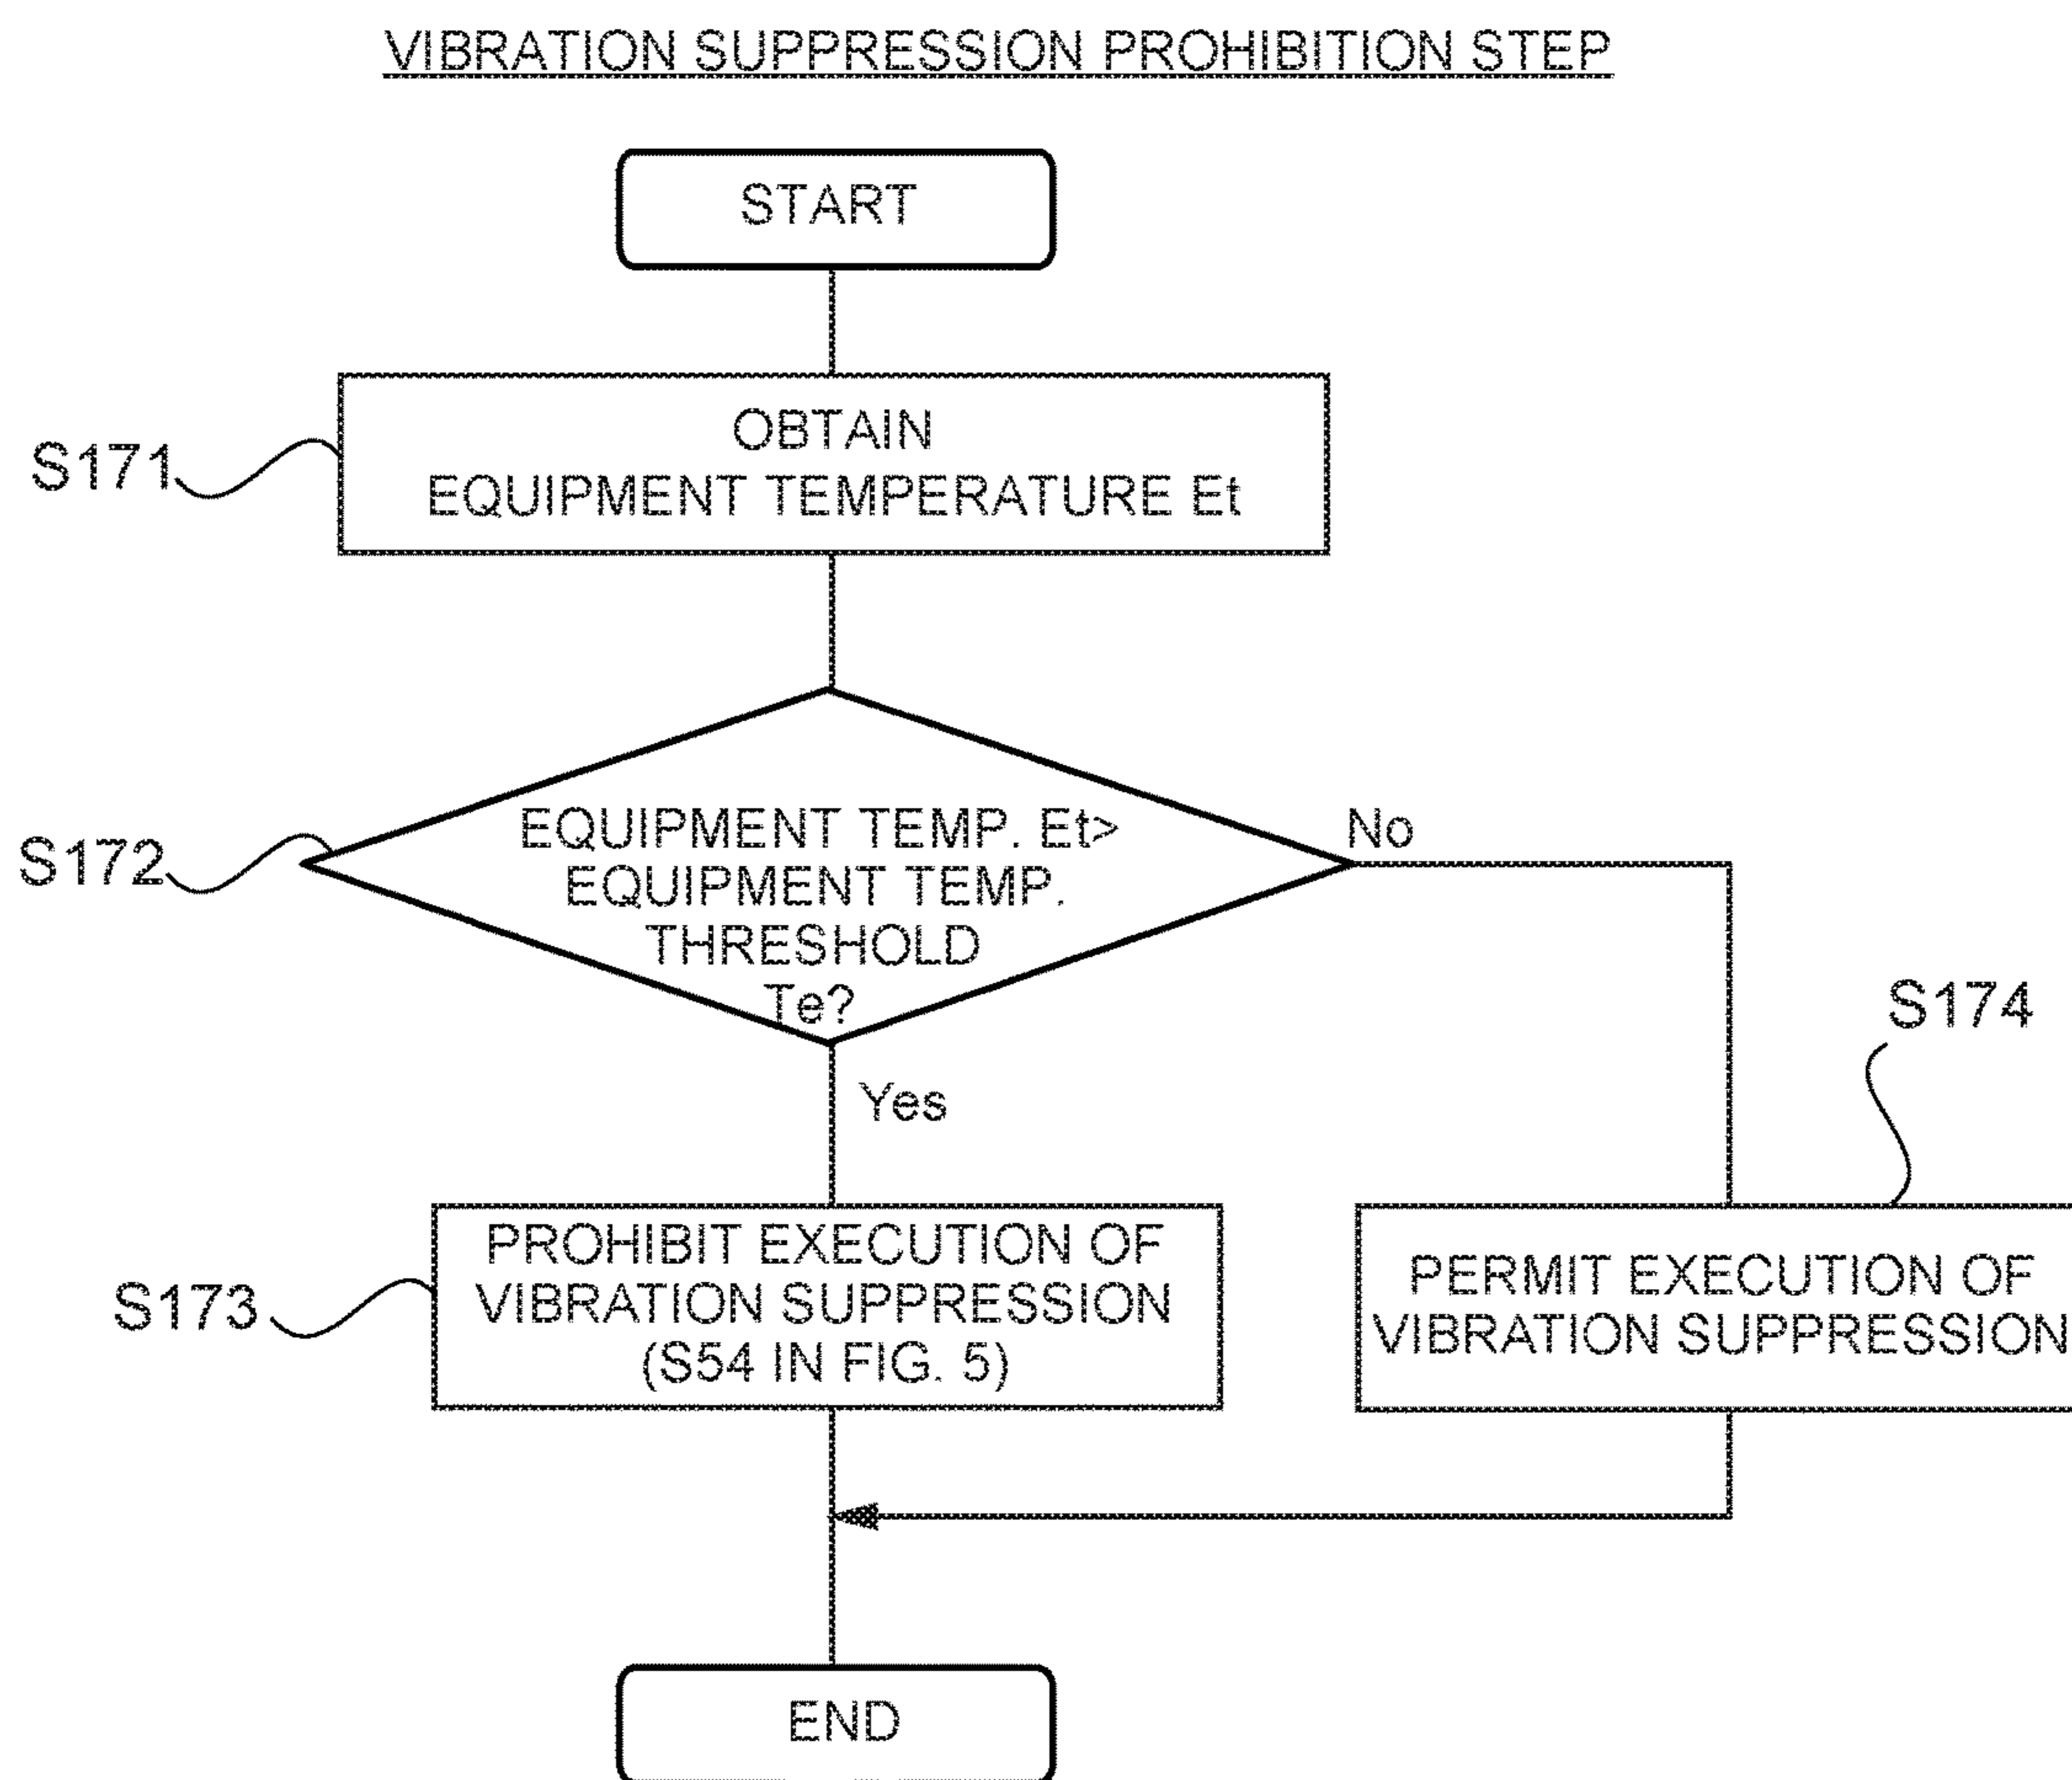 VIBRATION SUPPRESSION PROHIBITION STEP
START
S171
OBTAIN
EQUIPMENT TEMPERATURE Et
S172
EQUIPMENT TEMP. Et>
EQUIPMENT TEMP.
THRESHOLD
Te?
No
Yes
S174
S173
PROHIBIT EXECUTION OF
VIBRATION SUPPRESSION
(S54 IN FIG. 5)
PERMIT EXECUTION OF
VIBRATION SUPPRESSION
END